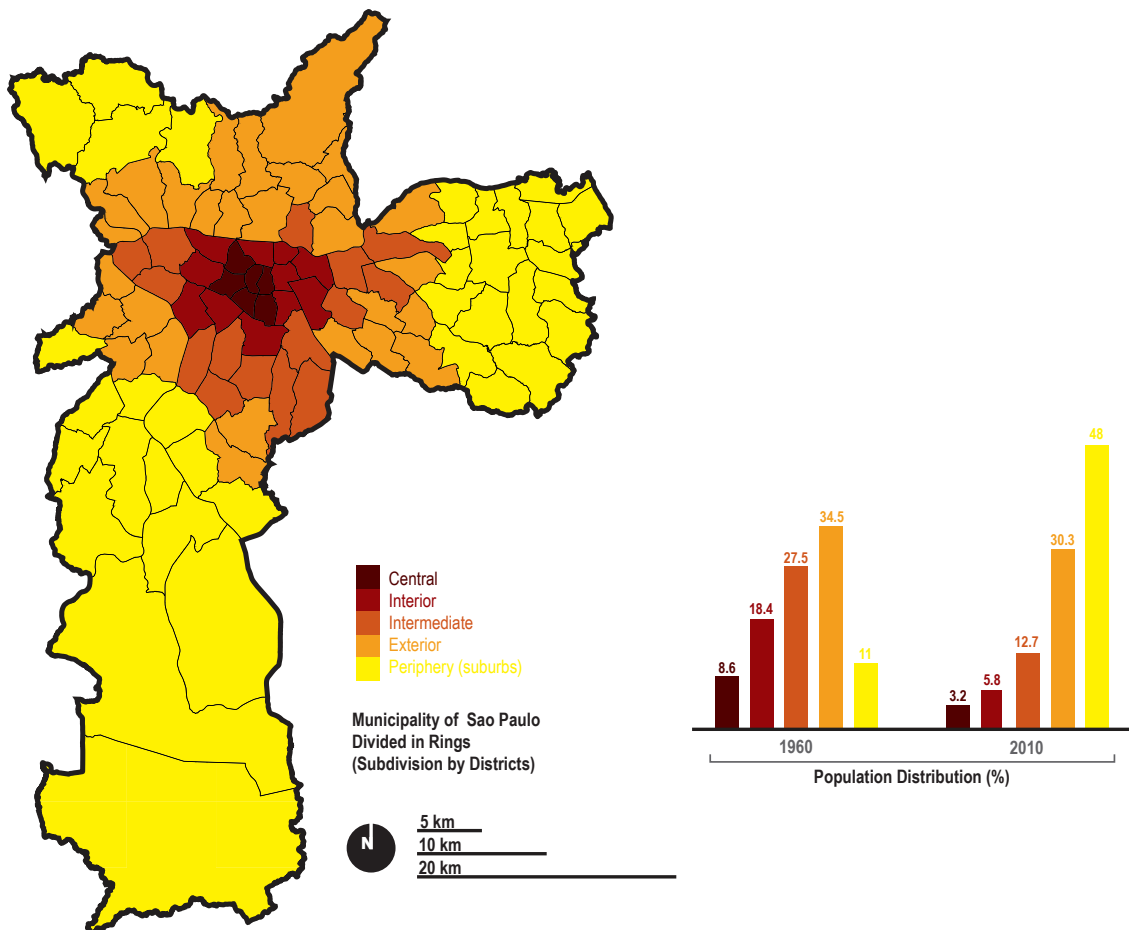 Central
Interior
Intermediate
Exterior
Periphery (suburbs)
Municipality of Sao Paulo
Divided in Rings
(Subdivision by Districts)
N
5 km
10 km
20 km
8.6
18.4
27.5
34.5
11
3.2
5.8
12.7
30.3
48
1960
2010
Population Distribution (%)